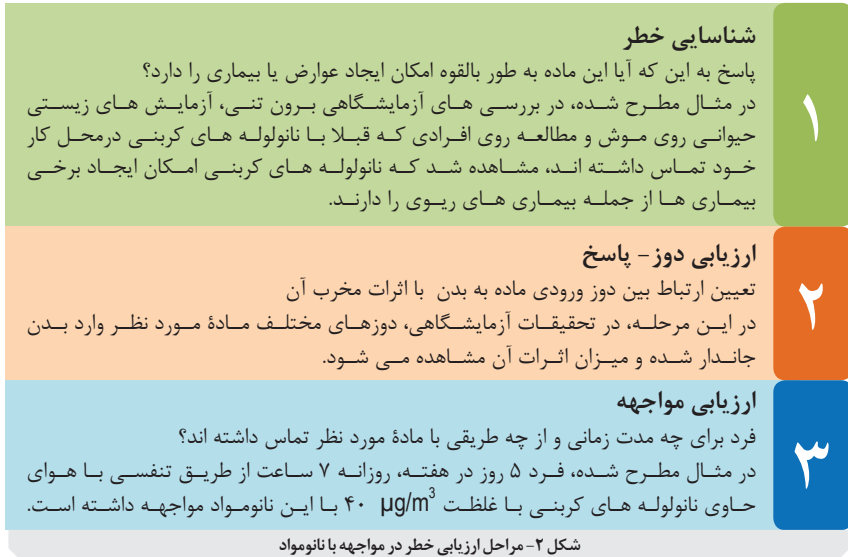 ۱
شناسایی خطر
پاسخ به این که آیا این ماده به طور بالقوه امکان ایجاد عوارض یا بیماری را دارد؟
در مثال مطرح شده، در بررسی های آزمایشگاهی برون تنی، آزمایش های زیستی
حیوانی روی موش و مطالعه روی افرادی که قبلا با نانولوله های کربنی درمحل کار
خود تماس داشته اند، مشاهده شد که نانولوله های کربنی امکان ایجاد برخی
بیماری ها از جمله بیماری های ریوی را دارند.
۲
ارزیابی دوز- پاسخ
تعیین ارتباط بین دوز ورودی ماده به بدن با اثرات مخرب آن
در این مرحله، در تحقیقات آزمایشگاهی، دوزهای مختلف مادۀ مورد نظر وارد بدن
جاندار شده و میزان اثرات آن مشاهده می شود.
۳
ارزیابی مواجهه
فرد برای چه مدت زمانی و از چه طریقی با مادۀ مورد نظر تماس داشته اند؟
در مثال مطرح شده، فرد ۵ روز در هفته، روزانه ۷ ساعت از طریق تنفسی با هوای
حاوی نانولوله های کربنی با غلظت ۴۰ µg/m³ با این نانومواد مواجهه داشته است.
شکل ۲- مراحل ارزیابی خطر در مواجهه با نانومواد